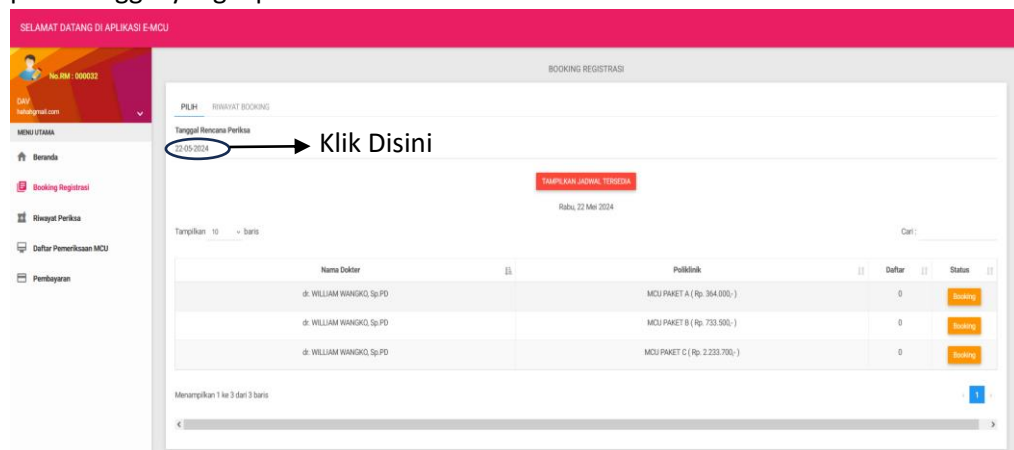 SELAMAT DATANG DI APLIKASI E-MCU
No.RM : 000032
DAV
MENU UTAMA
Beranda
Booking Registrasi
Riwayat Periksa
Daftar Pemeriksaan MCU
Pembayaran
BOOKING REGISTRASI
PILIH RIWAYAT BOOKING
Tanggal Rencana Periksa
22-05-2024
Klik Disini
TAMPILKAN JADWAL TERSEDIA
Rabu, 22 Mei 2024
Tampilkan 10 baris Cari :
Nama Dokter Poliklinik Daftar Status
dr. WILLIAM WANGKO, Sp.PD MCU PAKET A ( Rp. 364.000,- ) 0 Booking
dr. WILLIAM WANGKO, Sp.PD MCU PAKET B ( Rp. 733.500,- ) 0 Booking
dr. WILLIAM WANGKO, Sp.PD MCU PAKET C ( Rp. 2.233.700,- ) 0 Booking
Menampilkan 1 ke 3 dari 3 baris 1